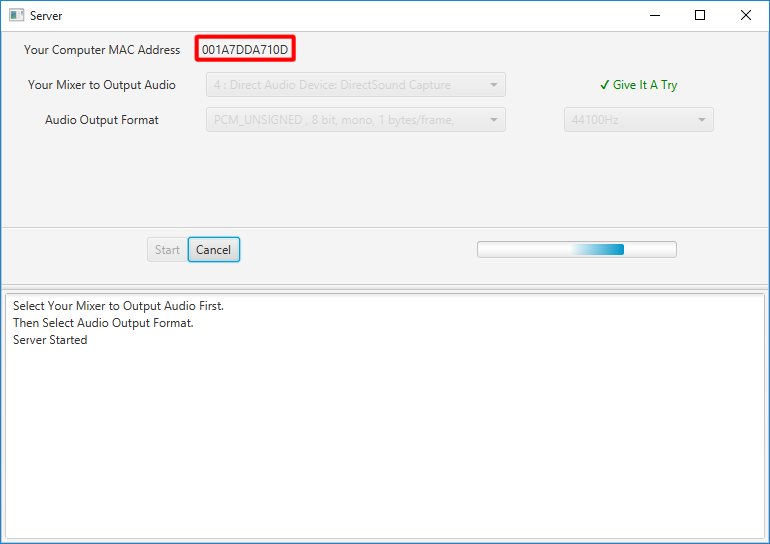 Server
Your Computer MAC Address 001A7DDA710D
Your Mixer to Output Audio 4 : Direct Audio Device: DirectSound Capture ✓ Give It A Try
Audio Output Format PCM_UNSIGNED , 8 bit, mono, 1 bytes/frame, 44100Hz
Start Cancel
Select Your Mixer to Output Audio First.
Then Select Audio Output Format.
Server Started